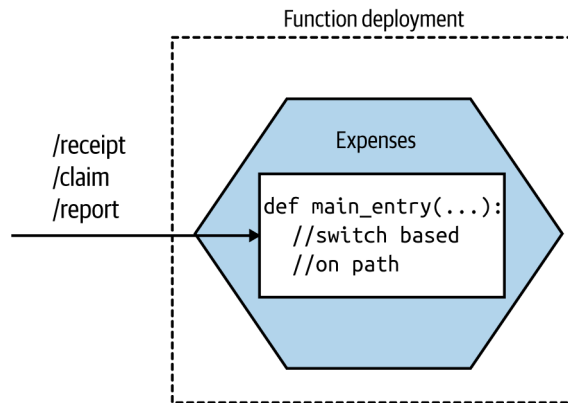 Function deployment
/receipt
/claim
/report
Expenses
def main_entry(...):
//switch based
//on path